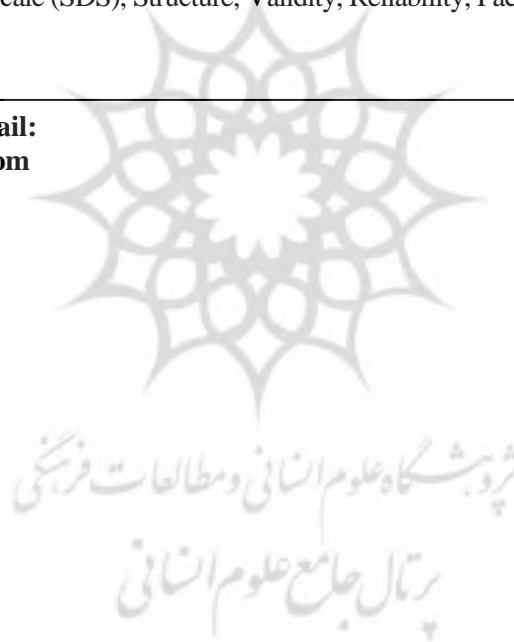 cale (SDS), Structure, Validity, Reliability, Fac
ail:
om
پژوهشگاه علوم انسانی و مطالعات فرهنگی
پرتال جامع علوم انسانی